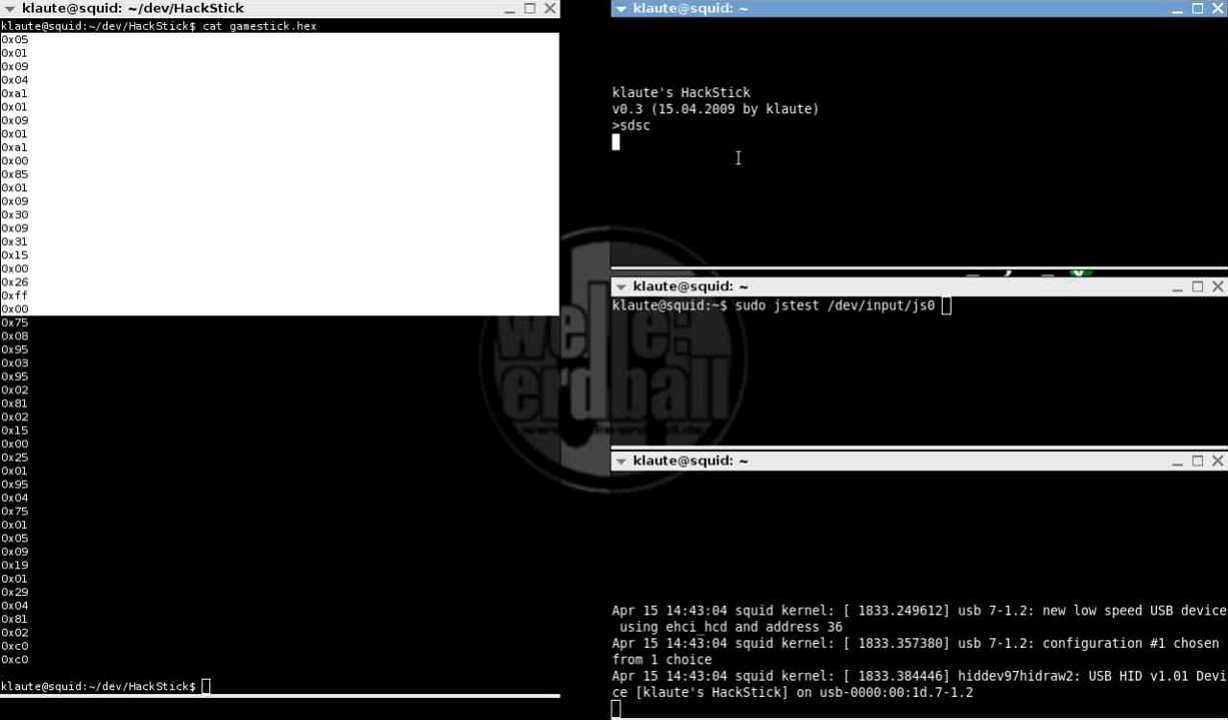 klaute@squid: ~/dev/HackStick
klaute@squid:~/dev/HackStick$ cat gamestick.hex
0x05
0x01
0x09
0x04
0xa1
0x01
0x09
0x01
0xa1
0x00
0x85
0x01
0x09
0x30
0x09
0x31
0x15
0x00
0x26
0xff
0x00
0x75
0x08
0x95
0x03
0x95
0x02
0x81
0x02
0x15
0x00
0x25
0x01
0x95
0x04
0x75
0x01
0x05
0x09
0x19
0x01
0x29
0x04
0x81
0x02
0xc0
0xc0
klaute@squid:~/dev/HackStick$
klaute@squid: ~
klaute's HackStick
v0.3 (15.04.2009 by klaute)
>sdsc
klaute@squid: ~
klaute@squid:~$ sudo jstest /dev/input/js0
klaute@squid: ~
Apr 15 14:43:04 squid kernel: [ 1833.249612] usb 7-1.2: new low speed USB device
using ehci_hcd and address 36
Apr 15 14:43:04 squid kernel: [ 1833.357380] usb 7-1.2: configuration #1 chosen
from 1 choice
Apr 15 14:43:04 squid kernel: [ 1833.384446] hiddev97hidraw2: USB HID v1.01 Devi
ce [klaute's HackStick] on usb-0000:00:1d.7-1.2
welle:
erdball